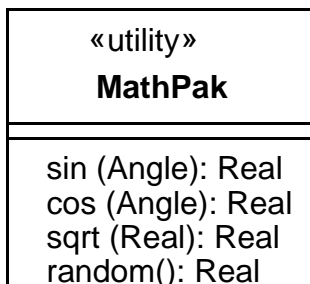 «utility»
MathPak
sin (Angle): Real
cos (Angle): Real
sqrt (Real): Real
random(): Real